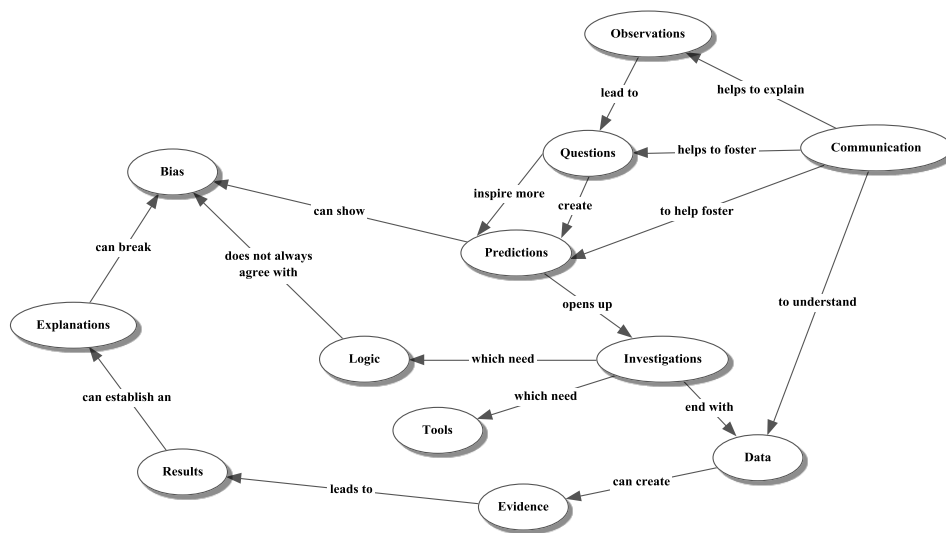 Observations
lead to
helps to explain
Questions
helps to foster
Communication
Bias
inspire more
create
can show
to help foster
can break
does not always
agree with
Predictions
opens up
to understand
Explanations
Logic
which need
Investigations
which need
can establish an
Tools
end with
Results
Data
leads to
can create
Evidence